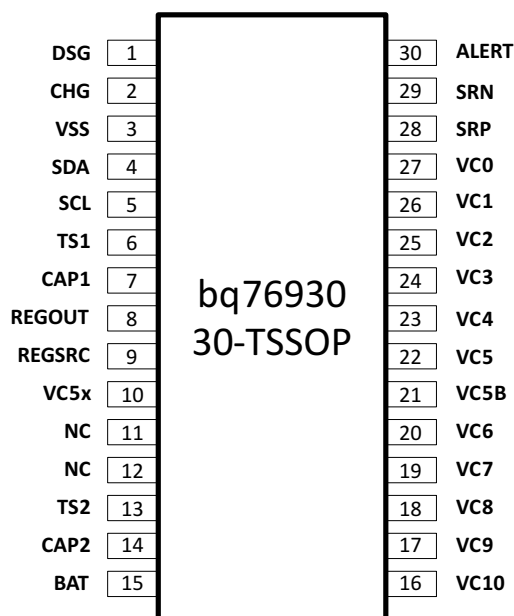 DSG 1 30 ALERT
CHG 2 29 SRN
VSS 3 28 SRP
SDA 4 27 VC0
SCL 5 26 VC1
TS1 6 25 VC2
CAP1 7 24 VC3
bq76930
REGOUT 8 23 VC4
30-TSSOP
REGSRC 9 22 VC5
VC5x 10 21 VC5B
NC 11 20 VC6
NC 12 19 VC7
TS2 13 18 VC8
CAP2 14 17 VC9
BAT 15 16 VC10